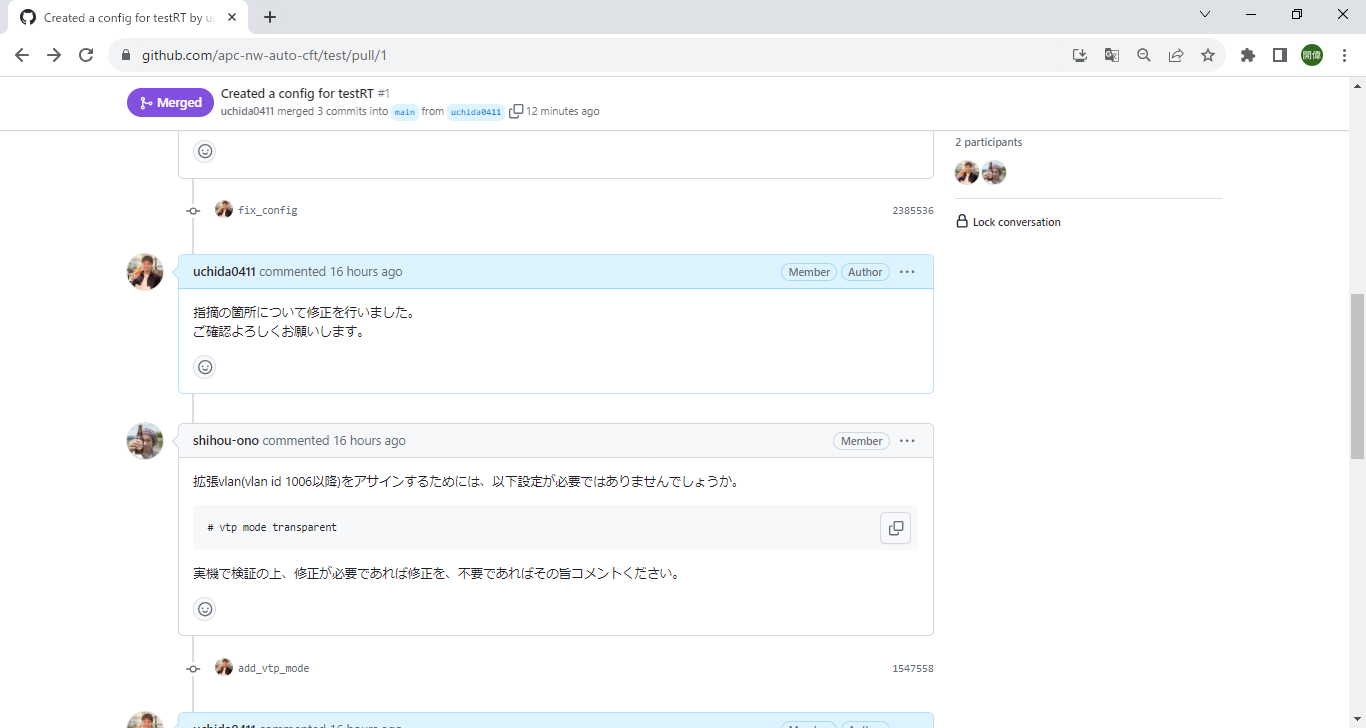 Created a config for testRT by u
github.com/apc-nw-auto-cft/test/pull/1
開偉
Merged
Created a config for testRT #1
uchida0411 merged 3 commits into main from uchida0411 12 minutes ago
2 participants
fix_config 2385536
Lock conversation
uchida0411 commented 16 hours ago Member Author
指摘の箇所について修正を行いました。
ご確認よろしくお願いします。
shihou-ono commented 16 hours ago Member
拡張vlan(vlan id 1006以降)をアサインするためには、以下設定が必要ではありませんでしょうか。
# vtp mode transparent
実機で検証の上、修正が必要であれば修正を、不要であればその旨コメントください。
add_vtp_mode 1547558
uchida0411 commented 16 hours ago Member Author